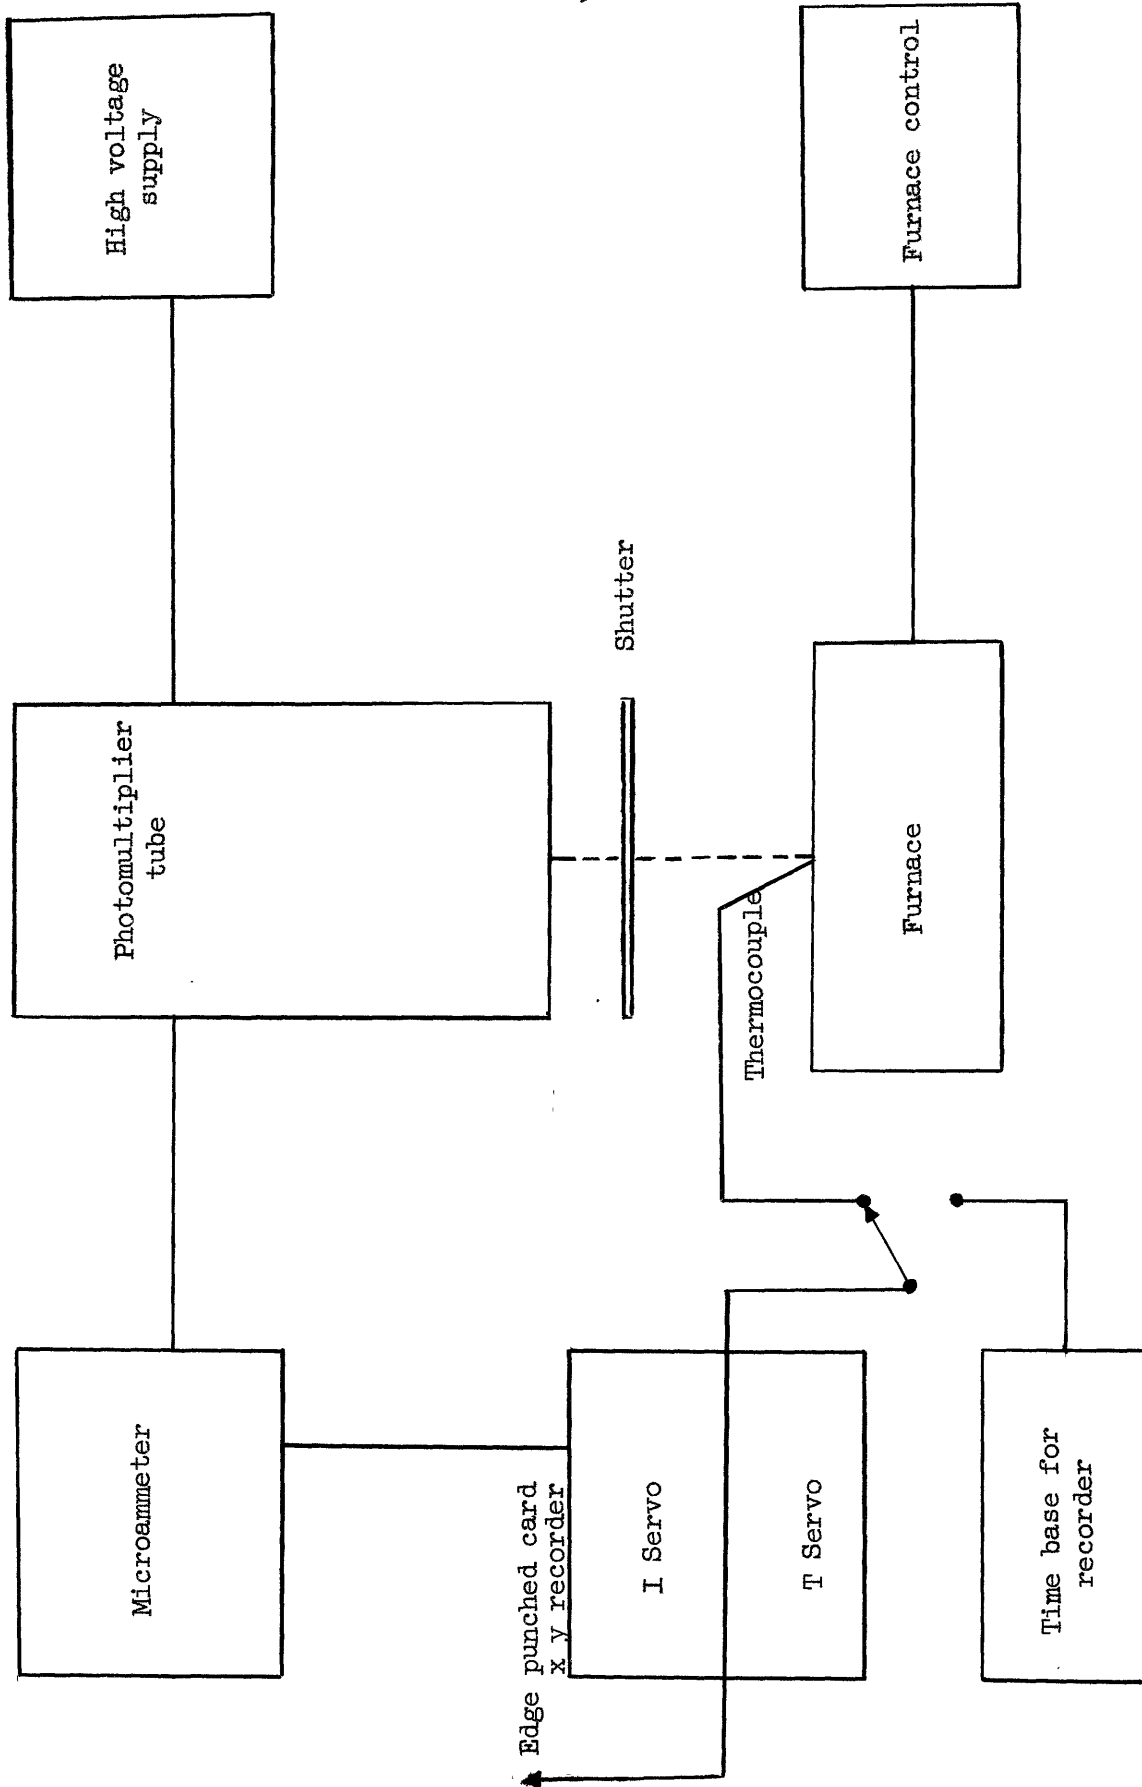 High voltage
supply
Furnace control
Photomultiplier
tube
Shutter
Thermocouple
Furnace
Microammeter
Edge punched card
x y recorder
I Servo
T Servo
Time base for
recorder